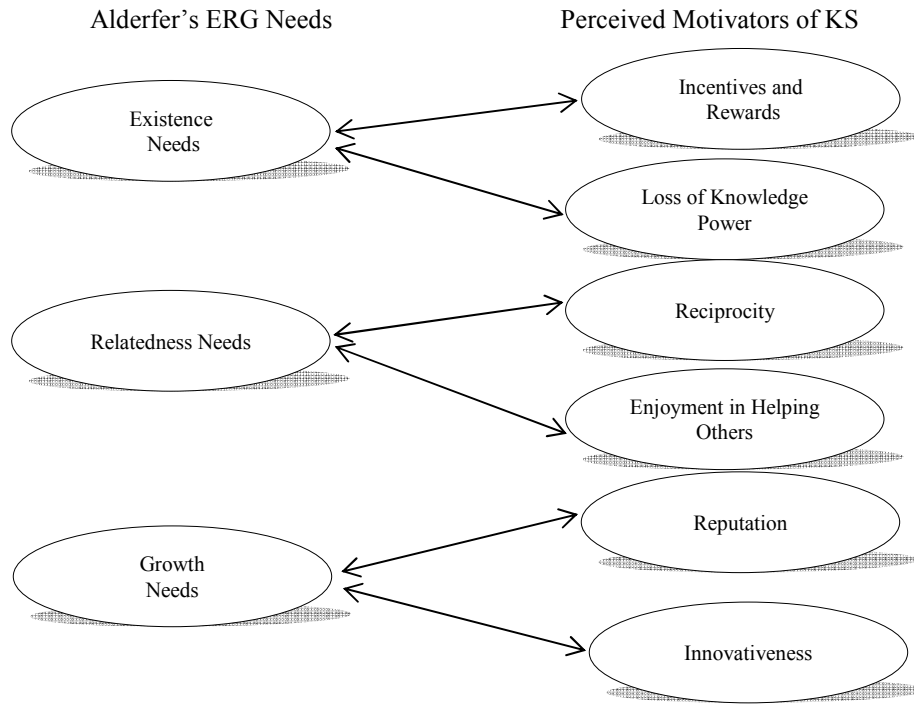 Alderfer's ERG Needs
Perceived Motivators of KS
Existence
Needs
Incentives and
Rewards
Loss of Knowledge
Power
Relatedness Needs
Reciprocity
Enjoyment in Helping
Others
Growth
Needs
Reputation
Innovativeness